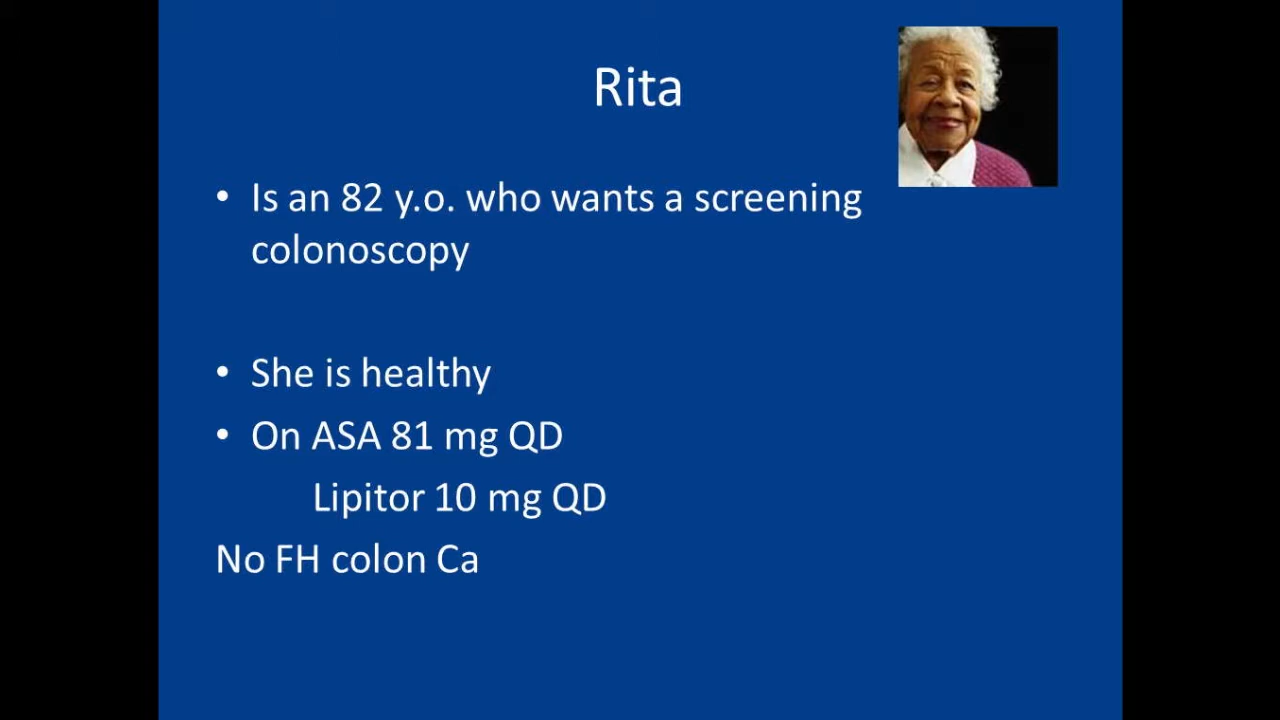 Rita
• Is an 82 y.o. who wants a screening
colonoscopy
• She is healthy
• On ASA 81 mg QD
Lipitor 10 mg QD
No FH colon Ca